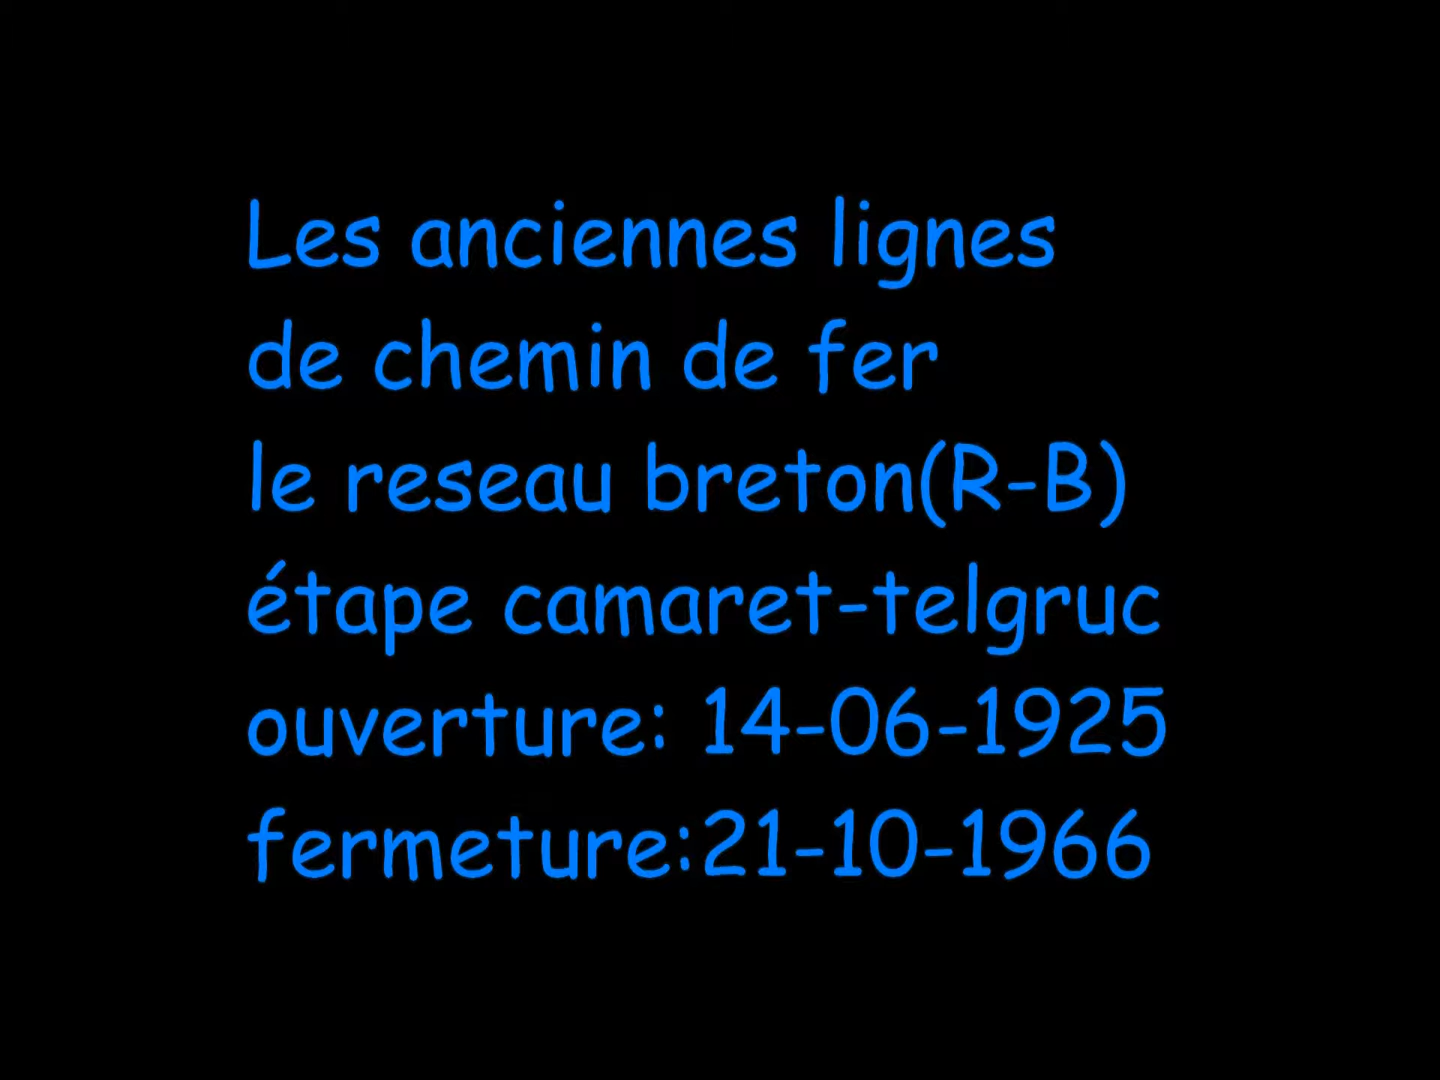 Les anciennes lignes
de chemin de fer
le reseau breton(R-B)
étape camaret-telgruc
ouverture: 14-06-1925
fermeture:21-10-1966